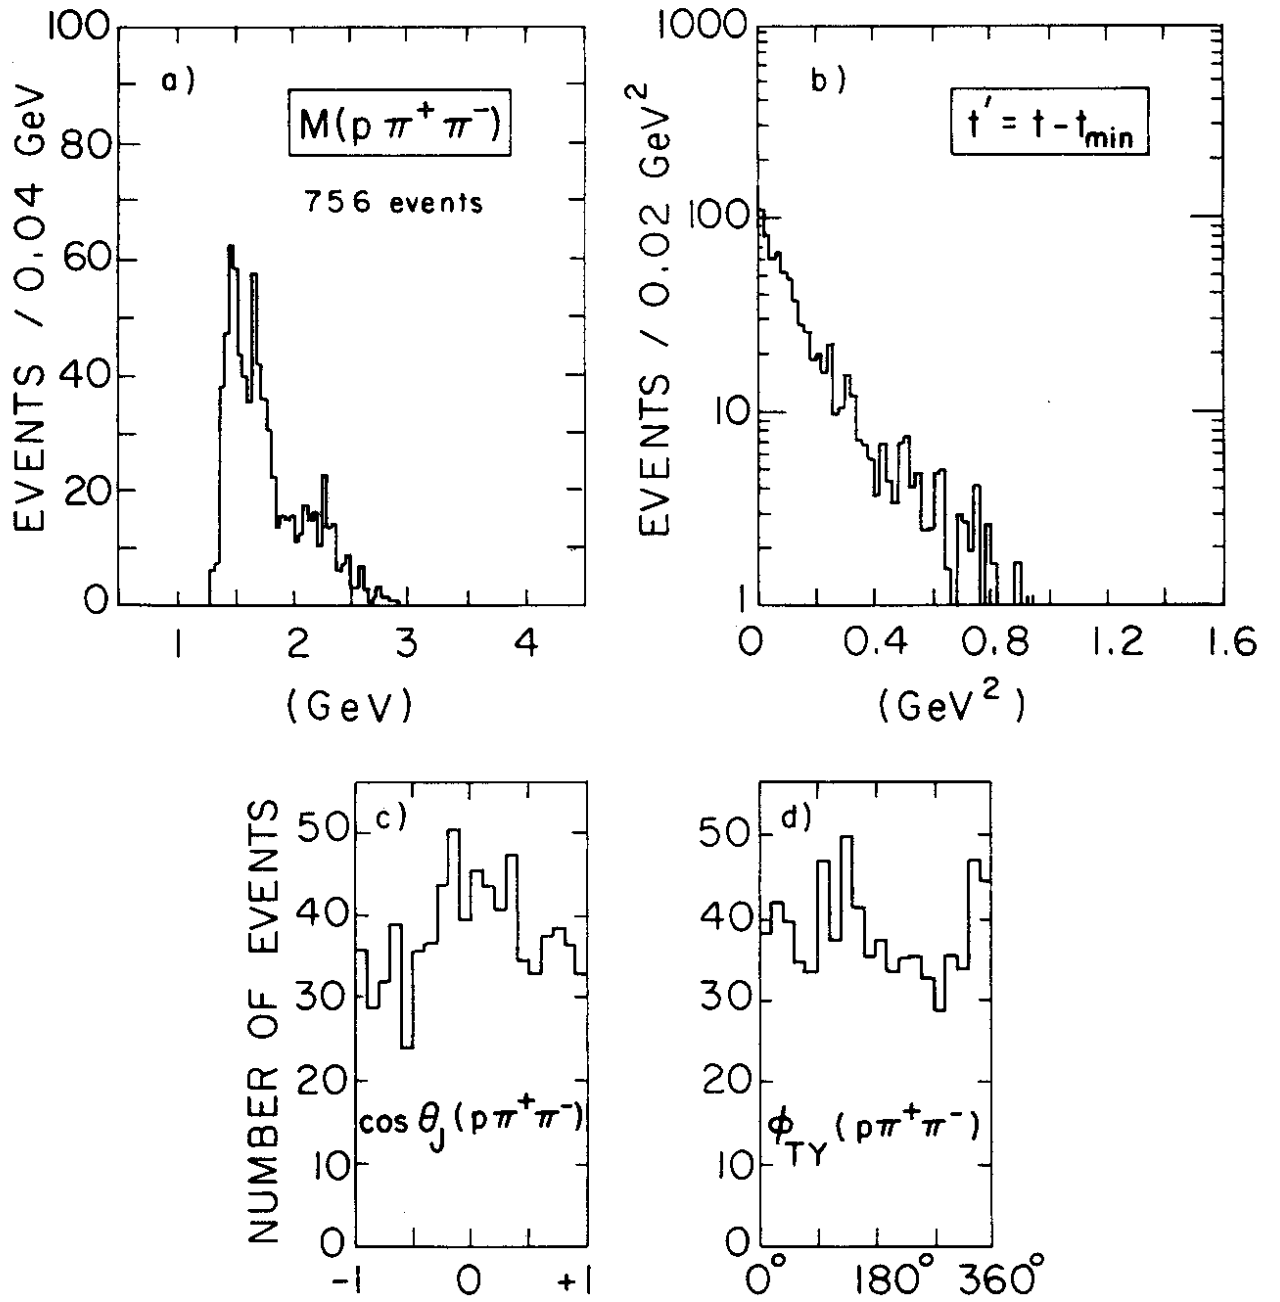 a)
M(p π⁺ π⁻)
756 events
EVENTS / 0.04 GeV
100
80
60
40
20
0
1 2 3 4
(GeV)
b)
t′ = t - t_min
EVENTS / 0.02 GeV²
1000
100
10
1
0 0.4 0.8 1.2 1.6
(GeV²)
c)
cos θ_J (pπ⁺π⁻)
NUMBER OF EVENTS
50
40
30
20
10
0
-1 0 +1
d)
ϕ_TY (pπ⁺π⁻)
50
40
30
20
10
0
0° 180° 360°